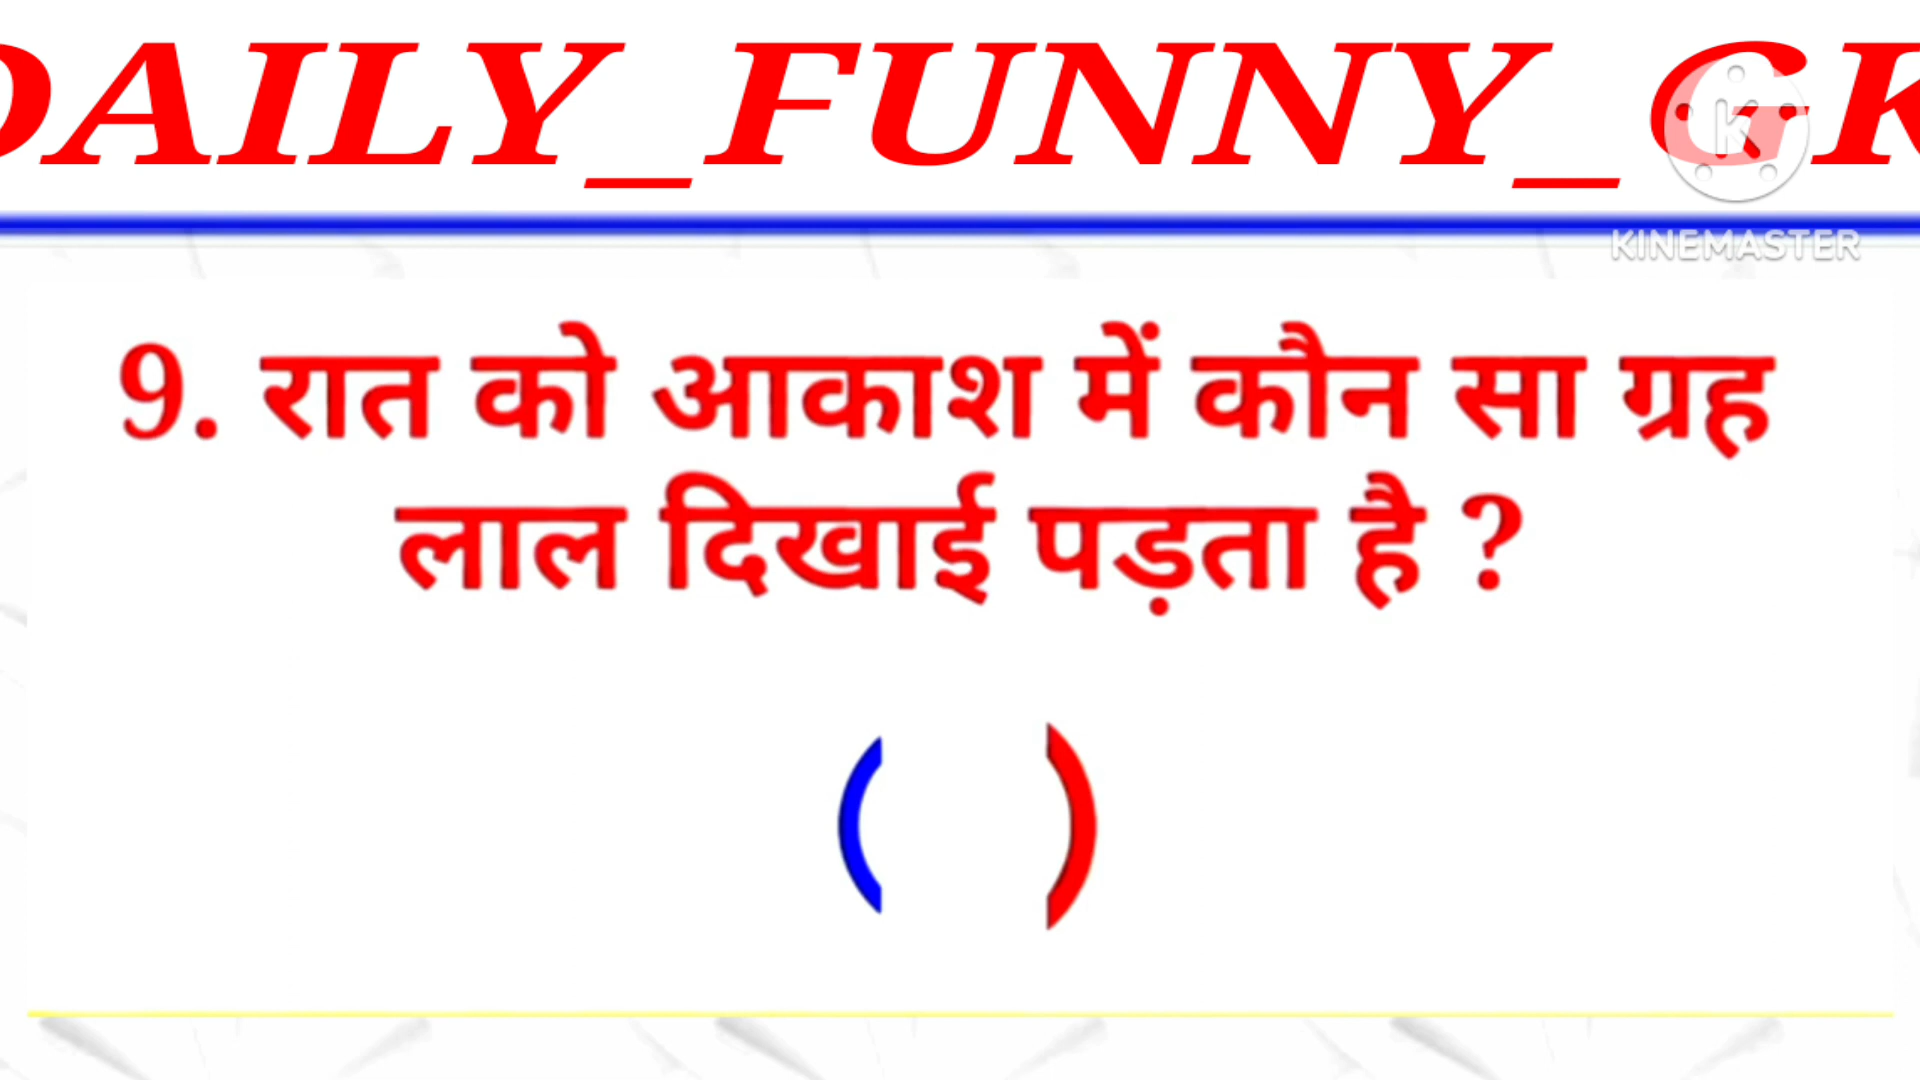 DAILY_FUNNY_GK
KINEMASTER
9. रात को आकाश में कौन सा ग्रह
लाल दिखाई पड़ता है ?
( )